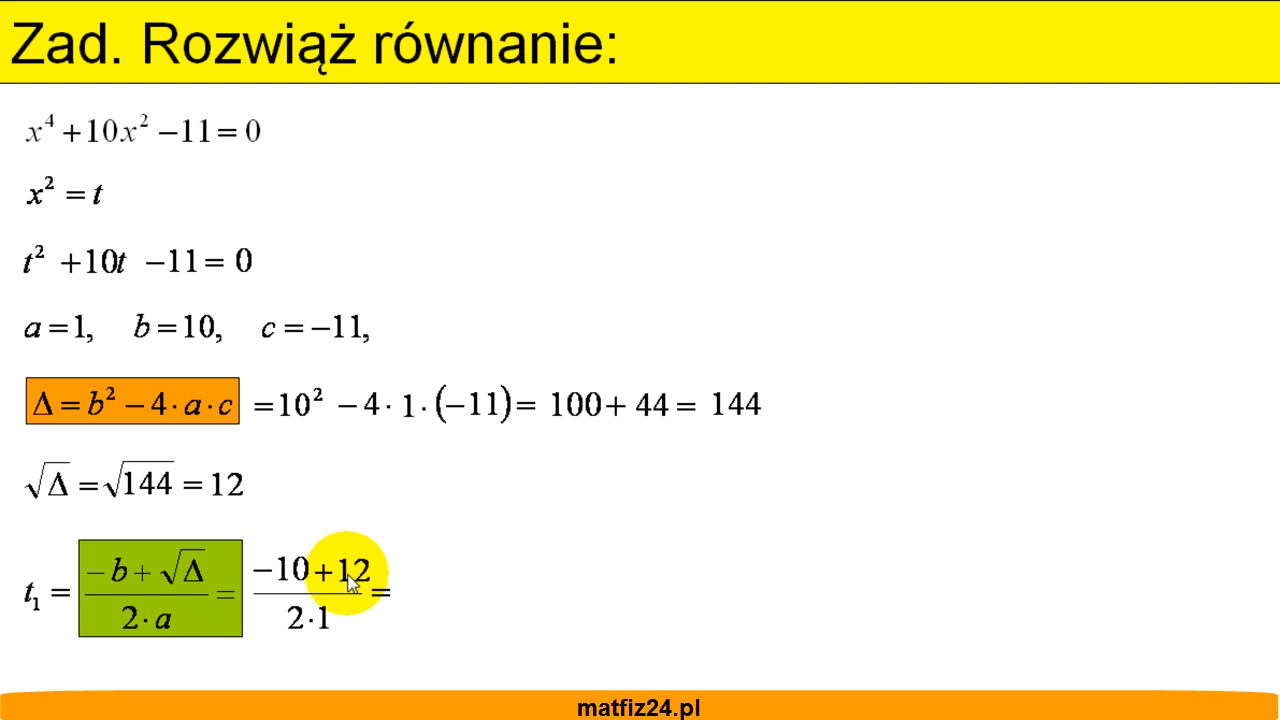 Zad. Rozwiąż równanie:
x⁴ +10x² −11= 0
x² = t
t² +10t −11= 0
a =1, b =10, c = −11,
Δ = b² − 4 · a · c =10² − 4 · 1 · (−11)= 100+ 44 = 144
√Δ = √144 = 12
t₁ = (−b + √Δ)/(2 · a) = (−10+12)/(2 ·1) =
matfiz24.pl